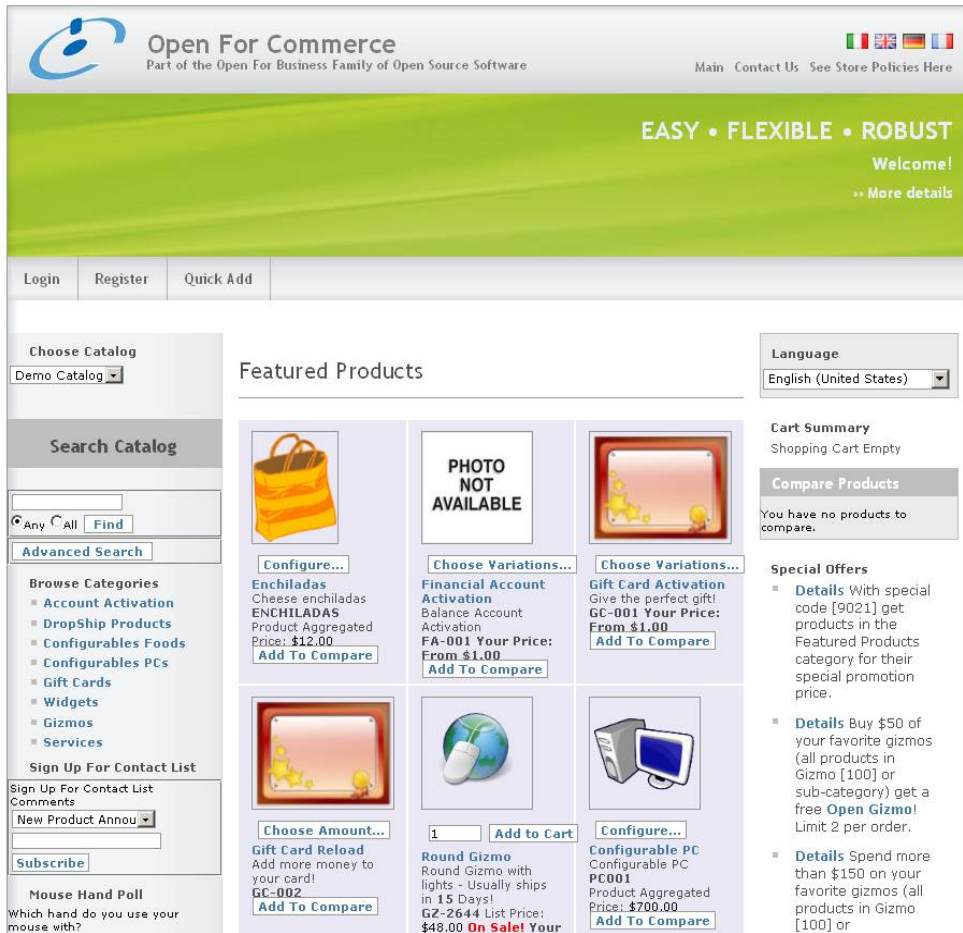 Open For Commerce
Part of the Open For Business Family of Open Source Software
Main Contact Us See Store Policies Here
EASY • FLEXIBLE • ROBUST
Welcome!
›› More details
Login Register Quick Add
Choose Catalog
Demo Catalog
Search Catalog
Any All Find
Advanced Search
Browse Categories
Account Activation
DropShip Products
Configurable Foods
Configurables PCs
Gift Cards
Widgets
Gizmos
Services
Sign Up For Contact List
Sign Up For Contact List
Comments
New Product Annou
Subscribe
Mouse Hand Poll
Which hand do you use your
mouse with?
Featured Products
Configure...
Enchiladas
Cheese enchiladas
ENCHILADAS
Product Aggregated
Price: $12.00
Add To Compare
PHOTO
NOT
AVAILABLE
Choose Variations...
Financial Account
Activation
Balance Account
Activation
FA-001 Your Price:
From $1.00
Add To Compare
Choose Variations...
Gift Card Activation
Give the perfect gift!
GC-001 Your Price:
From $1.00
Add To Compare
Choose Amount...
Gift Card Reload
Add more money to
your card!
GC-002
Add To Compare
1 Add to Cart
Round Gizmo
Round Gizmo with
lights - Usually ships
in 15 Days!
GZ-2644 List Price:
$48.00 On Sale! Your
Configure...
Configurable PC
Configurable PC
PC001
Product Aggregated
Price: $700.00
Add To Compare
Language
English (United States)
Cart Summary
Shopping Cart Empty
Compare Products
You have no products to
compare.
Special Offers
Details With special
code [9021] get
products in the
Featured Products
category for their
special promotion
price.
Details Buy $50 of
your favorite gizmos
(all products in
Gizmo [100] or
sub-category) get a
free Open Gizmo!
Limit 2 per order.
Details Spend more
than $150 on your
favorite gizmos (all
products in Gizmo
[100] or